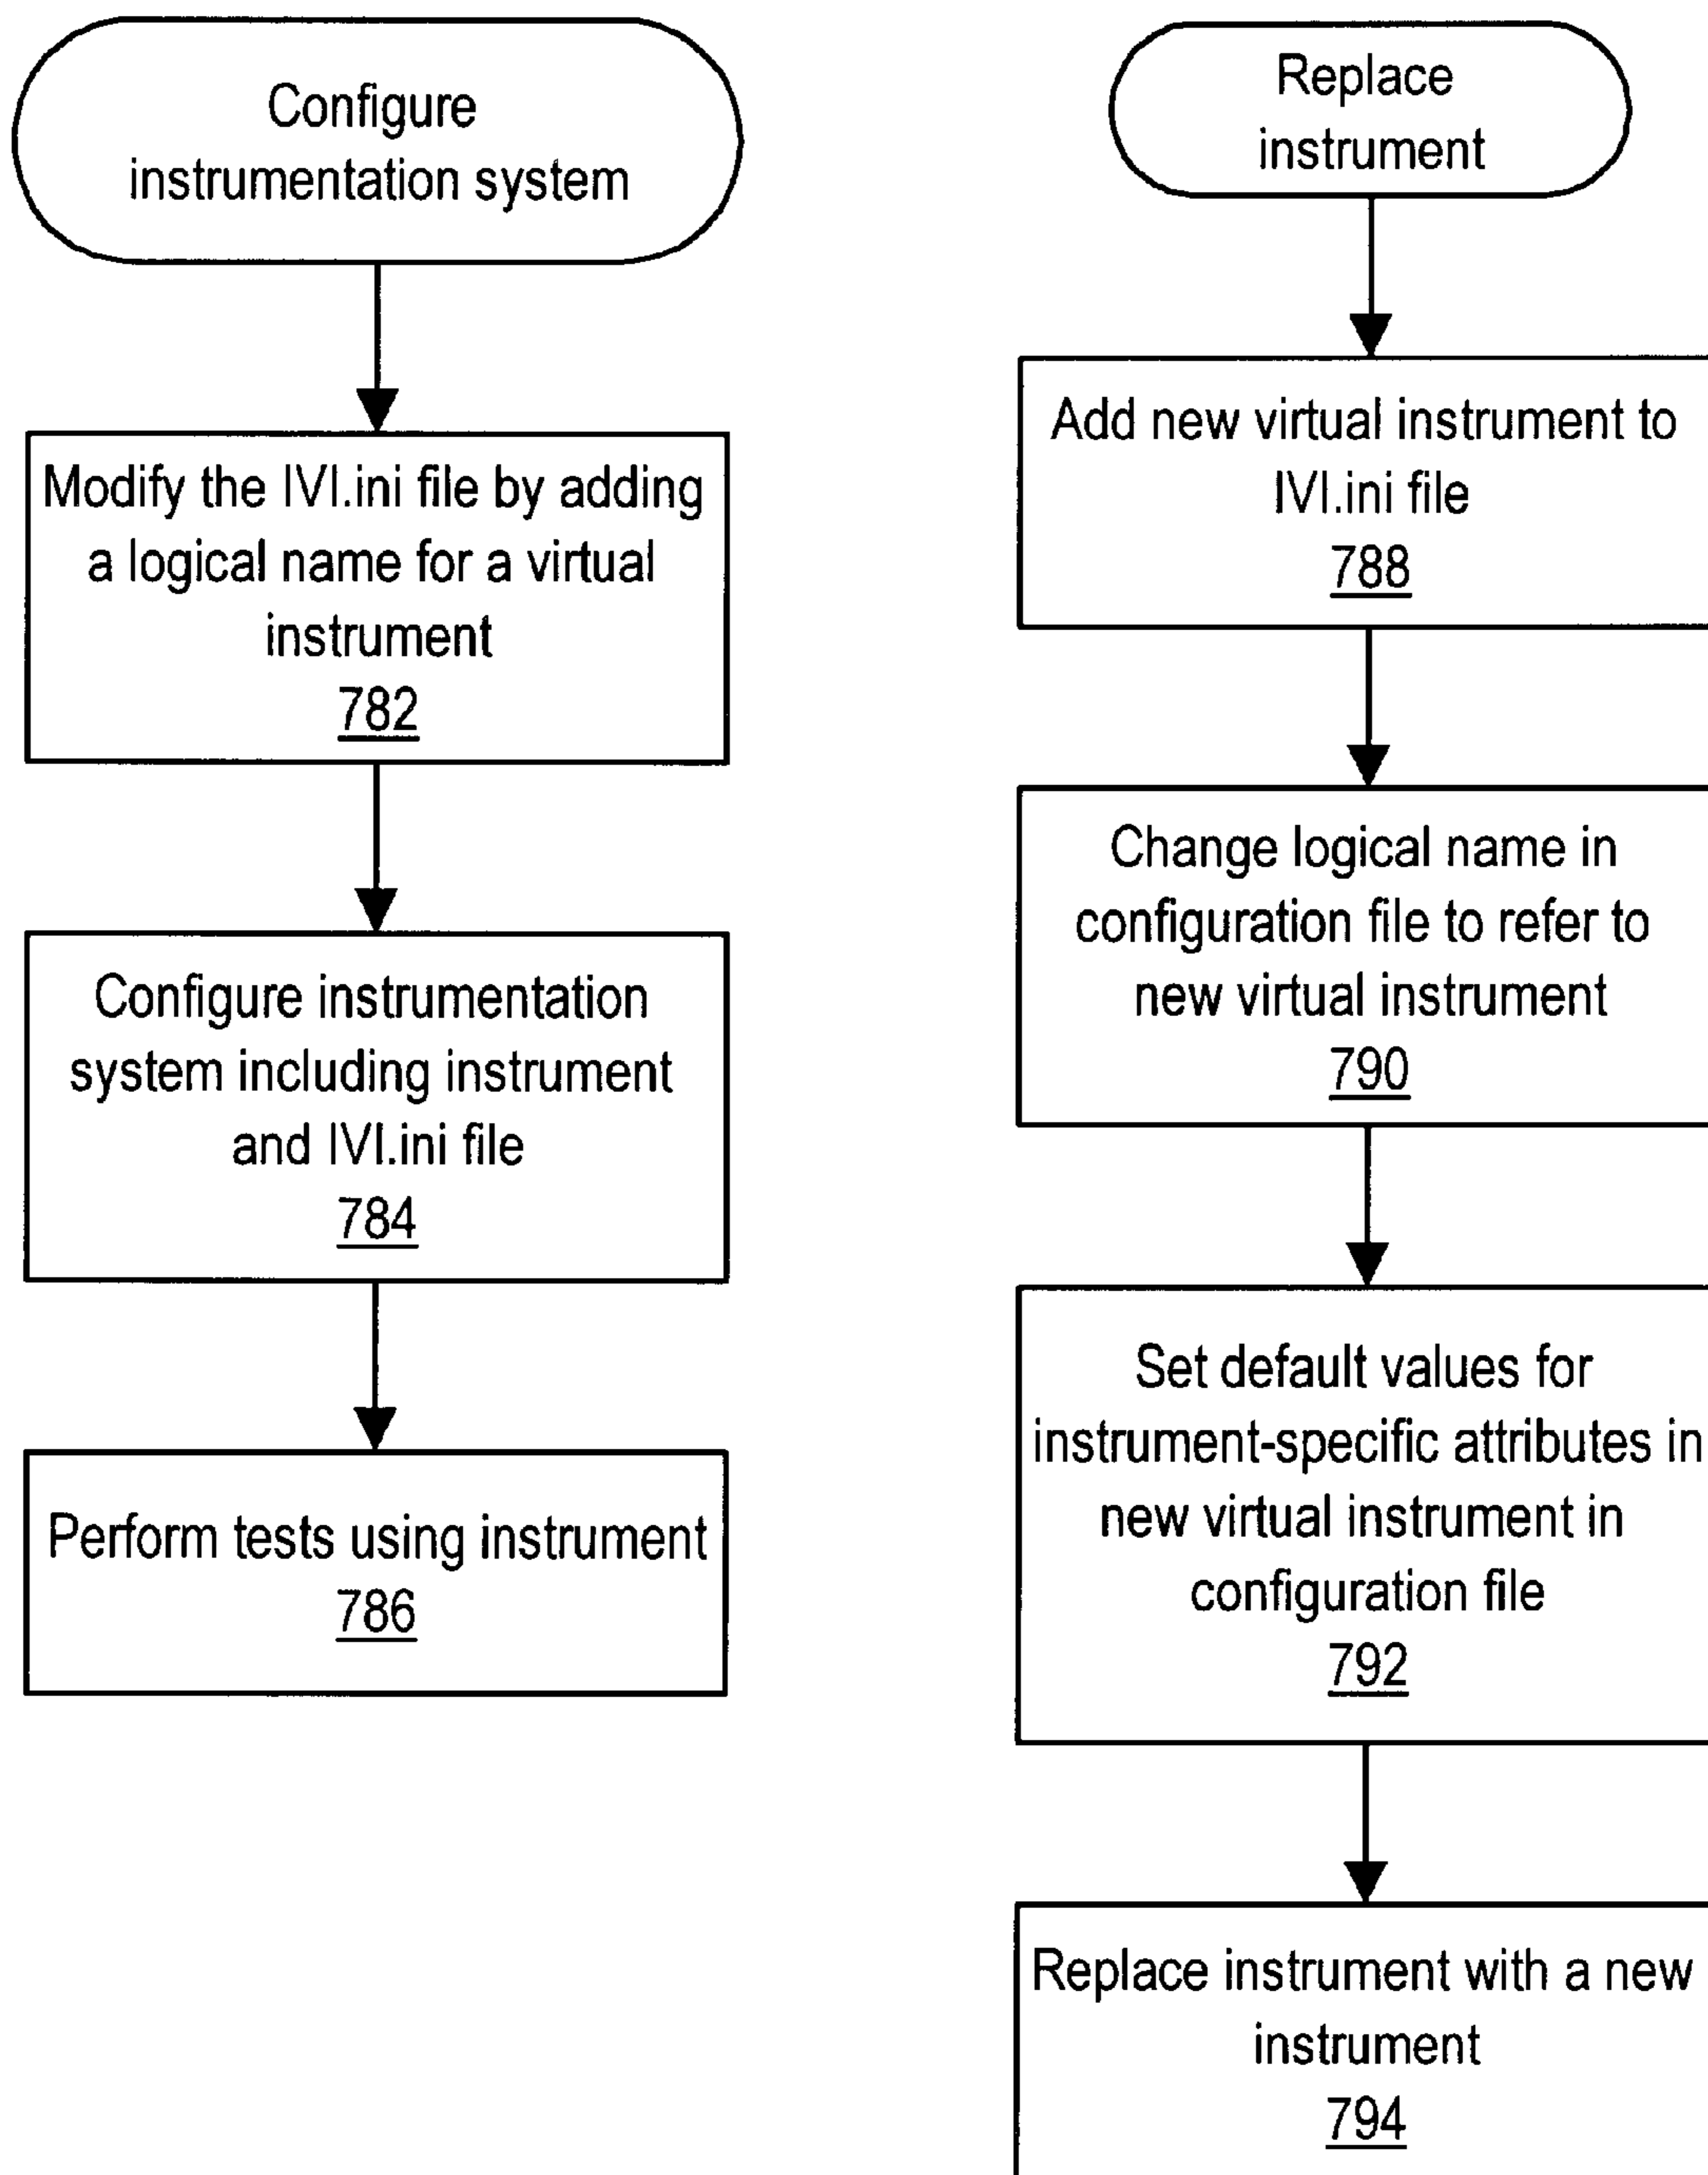 Configure
instrumentation system
Modify the IVI.ini file by adding
a logical name for a virtual
instrument
782
Configure instrumentation
system including instrument
and IVI.ini file
784
Perform tests using instrument
786
Replace
instrument
Add new virtual instrument to
IVI.ini file
788
Change logical name in
configuration file to refer to
new virtual instrument
790
Set default values for
instrument-specific attributes in
new virtual instrument in
configuration file
792
Replace instrument with a new
instrument
794